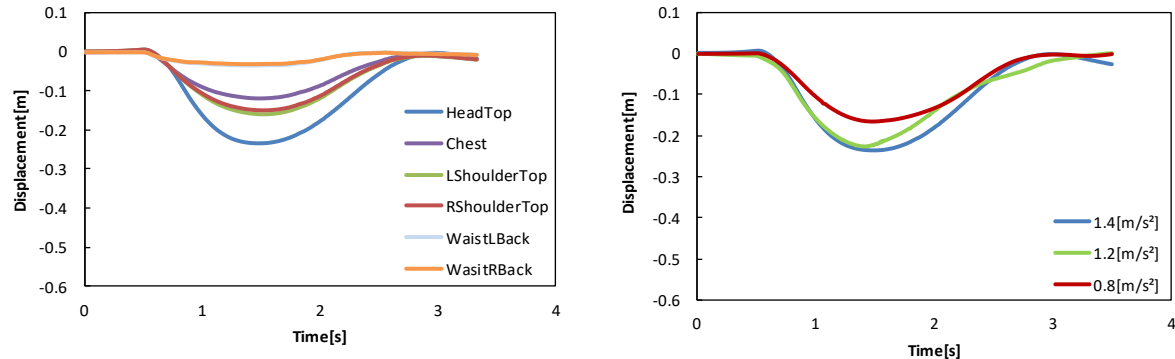 0.1
0
-0.1
-0.2
-0.3
-0.4
-0.5
-0.6
Displacement[m]
0
1
2
3
4
Time[s]
HeadTop
Chest
LShoulderTop
RShoulderTop
WaistLBack
WasitRBack
0.1
0
-0.1
-0.2
-0.3
-0.4
-0.5
-0.6
Displacement[m]
0
1
2
3
4
Time[s]
1.4[m/s²]
1.2[m/s²]
0.8[m/s²]